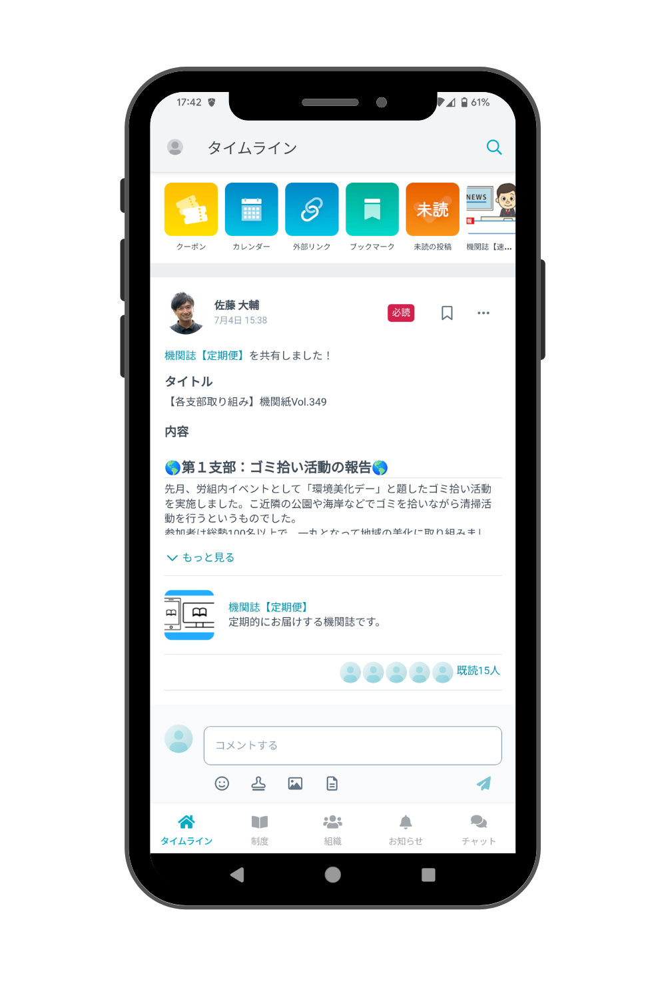 17:42
61%
タイムライン
未読
NEWS
報
クーポン
カレンダー
外部リンク
ブックマーク
未読の投稿
機関誌【速...
佐藤 大輔
7月4日 15:38
必読
機関誌【定期便】を共有しました！
タイトル
【各支部取り組み】機関紙Vol.349
内容
🌎第１支部：ゴミ拾い活動の報告🌎
先月、労組内イベントとして「環境美化デー」と題したゴミ拾い活動
を実施しました。こ近隣の公園や海岸などでゴミを拾いながら清掃活
動を行うというものでした。
参加者は総勢100名以上で、一丸となって地域の美化に取り組みまし
もっと見る
機関誌【定期便】
定期的にお届けする機関誌です。
既読15人
コメントする
タイムライン
制度
組織
お知らせ
チャット